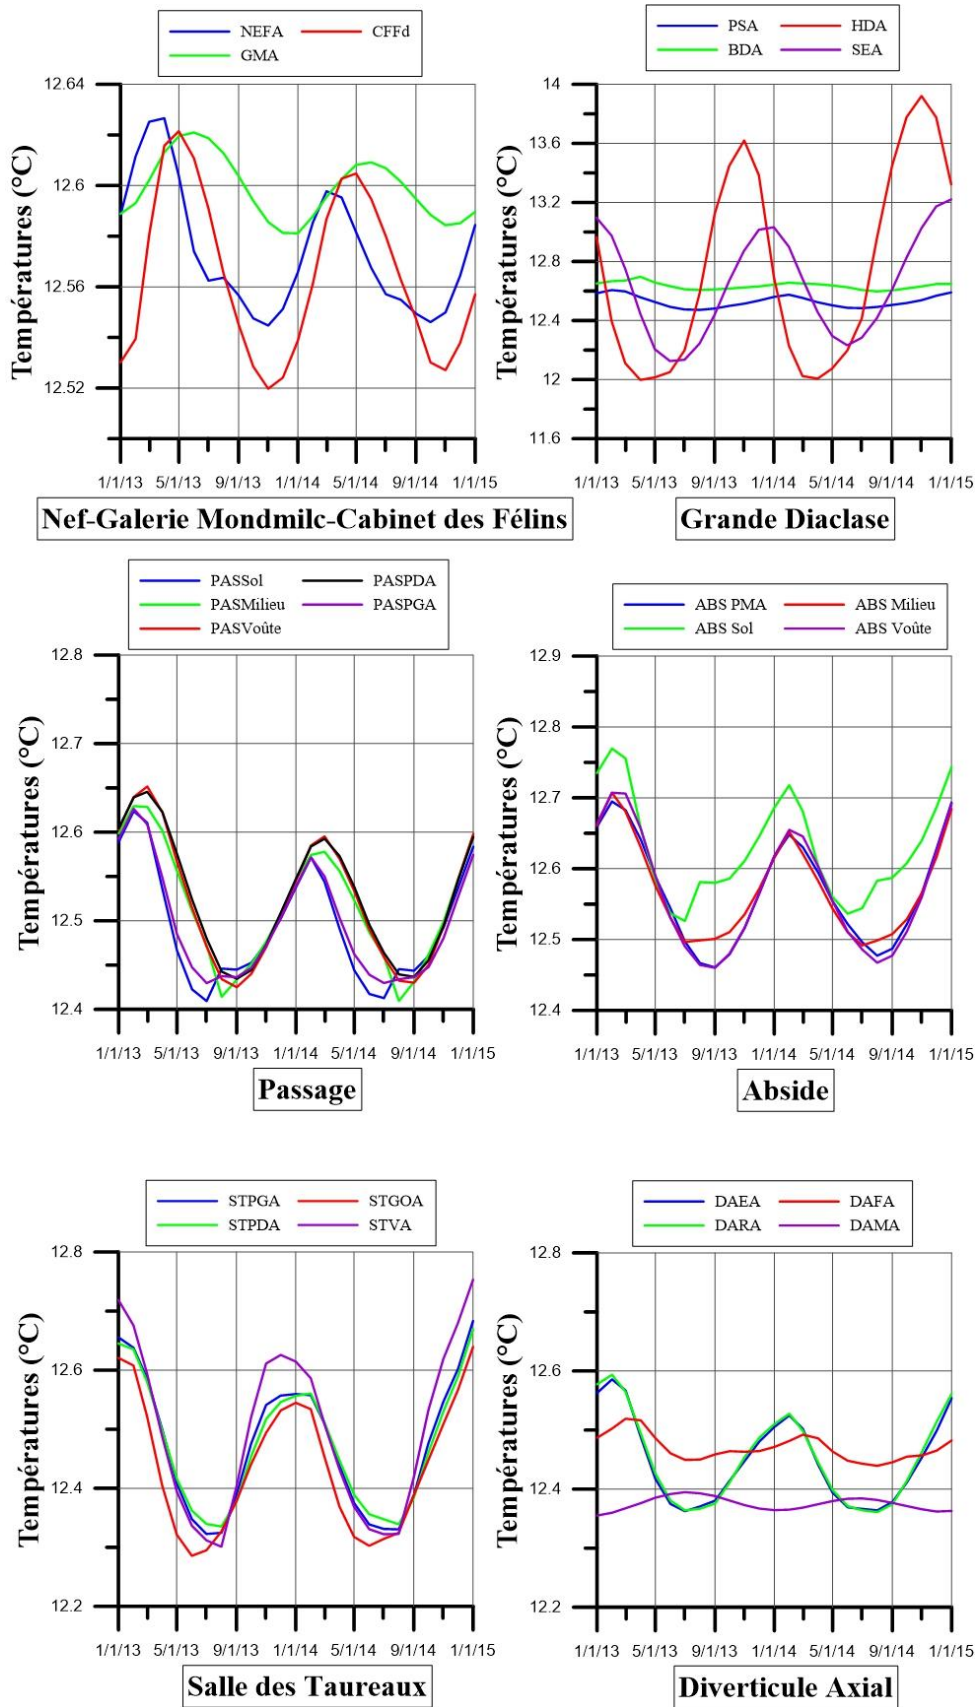 NEFA CFFd
GMA
12.64
12.6
12.56
12.52
Températures (°C)
1/1/13 5/1/13 9/1/13 1/1/14 5/1/14 9/1/14 1/1/15
Nef-Galerie Mondmilc-Cabinet des Félins
PSA HDA
BDA SEA
14
13.6
13.2
12.8
12.4
12
11.6
Températures (°C)
1/1/13 5/1/13 9/1/13 1/1/14 5/1/14 9/1/14 1/1/15
Grande Diaclase
PASSol PASPDA
PASMilieu PASPGA
PASVoûte
12.8
12.7
12.6
12.5
12.4
Températures (°C)
1/1/13 5/1/13 9/1/13 1/1/14 5/1/14 9/1/14 1/1/15
Passage
ABS PMA ABS Milieu
ABS Sol ABS Voûte
12.9
12.8
12.7
12.6
12.5
12.4
Températures (°C)
1/1/13 5/1/13 9/1/13 1/1/14 5/1/14 9/1/14 1/1/15
Abside
STPGA STGOA
STPDA STVA
12.8
12.6
12.4
12.2
Températures (°C)
1/1/13 5/1/13 9/1/13 1/1/14 5/1/14 9/1/14 1/1/15
Salle des Taureaux
DAEA DAFA
DARA DAMA
12.8
12.6
12.4
12.2
Températures (°C)
1/1/13 5/1/13 9/1/13 1/1/14 5/1/14 9/1/14 1/1/15
Diverticule Axial